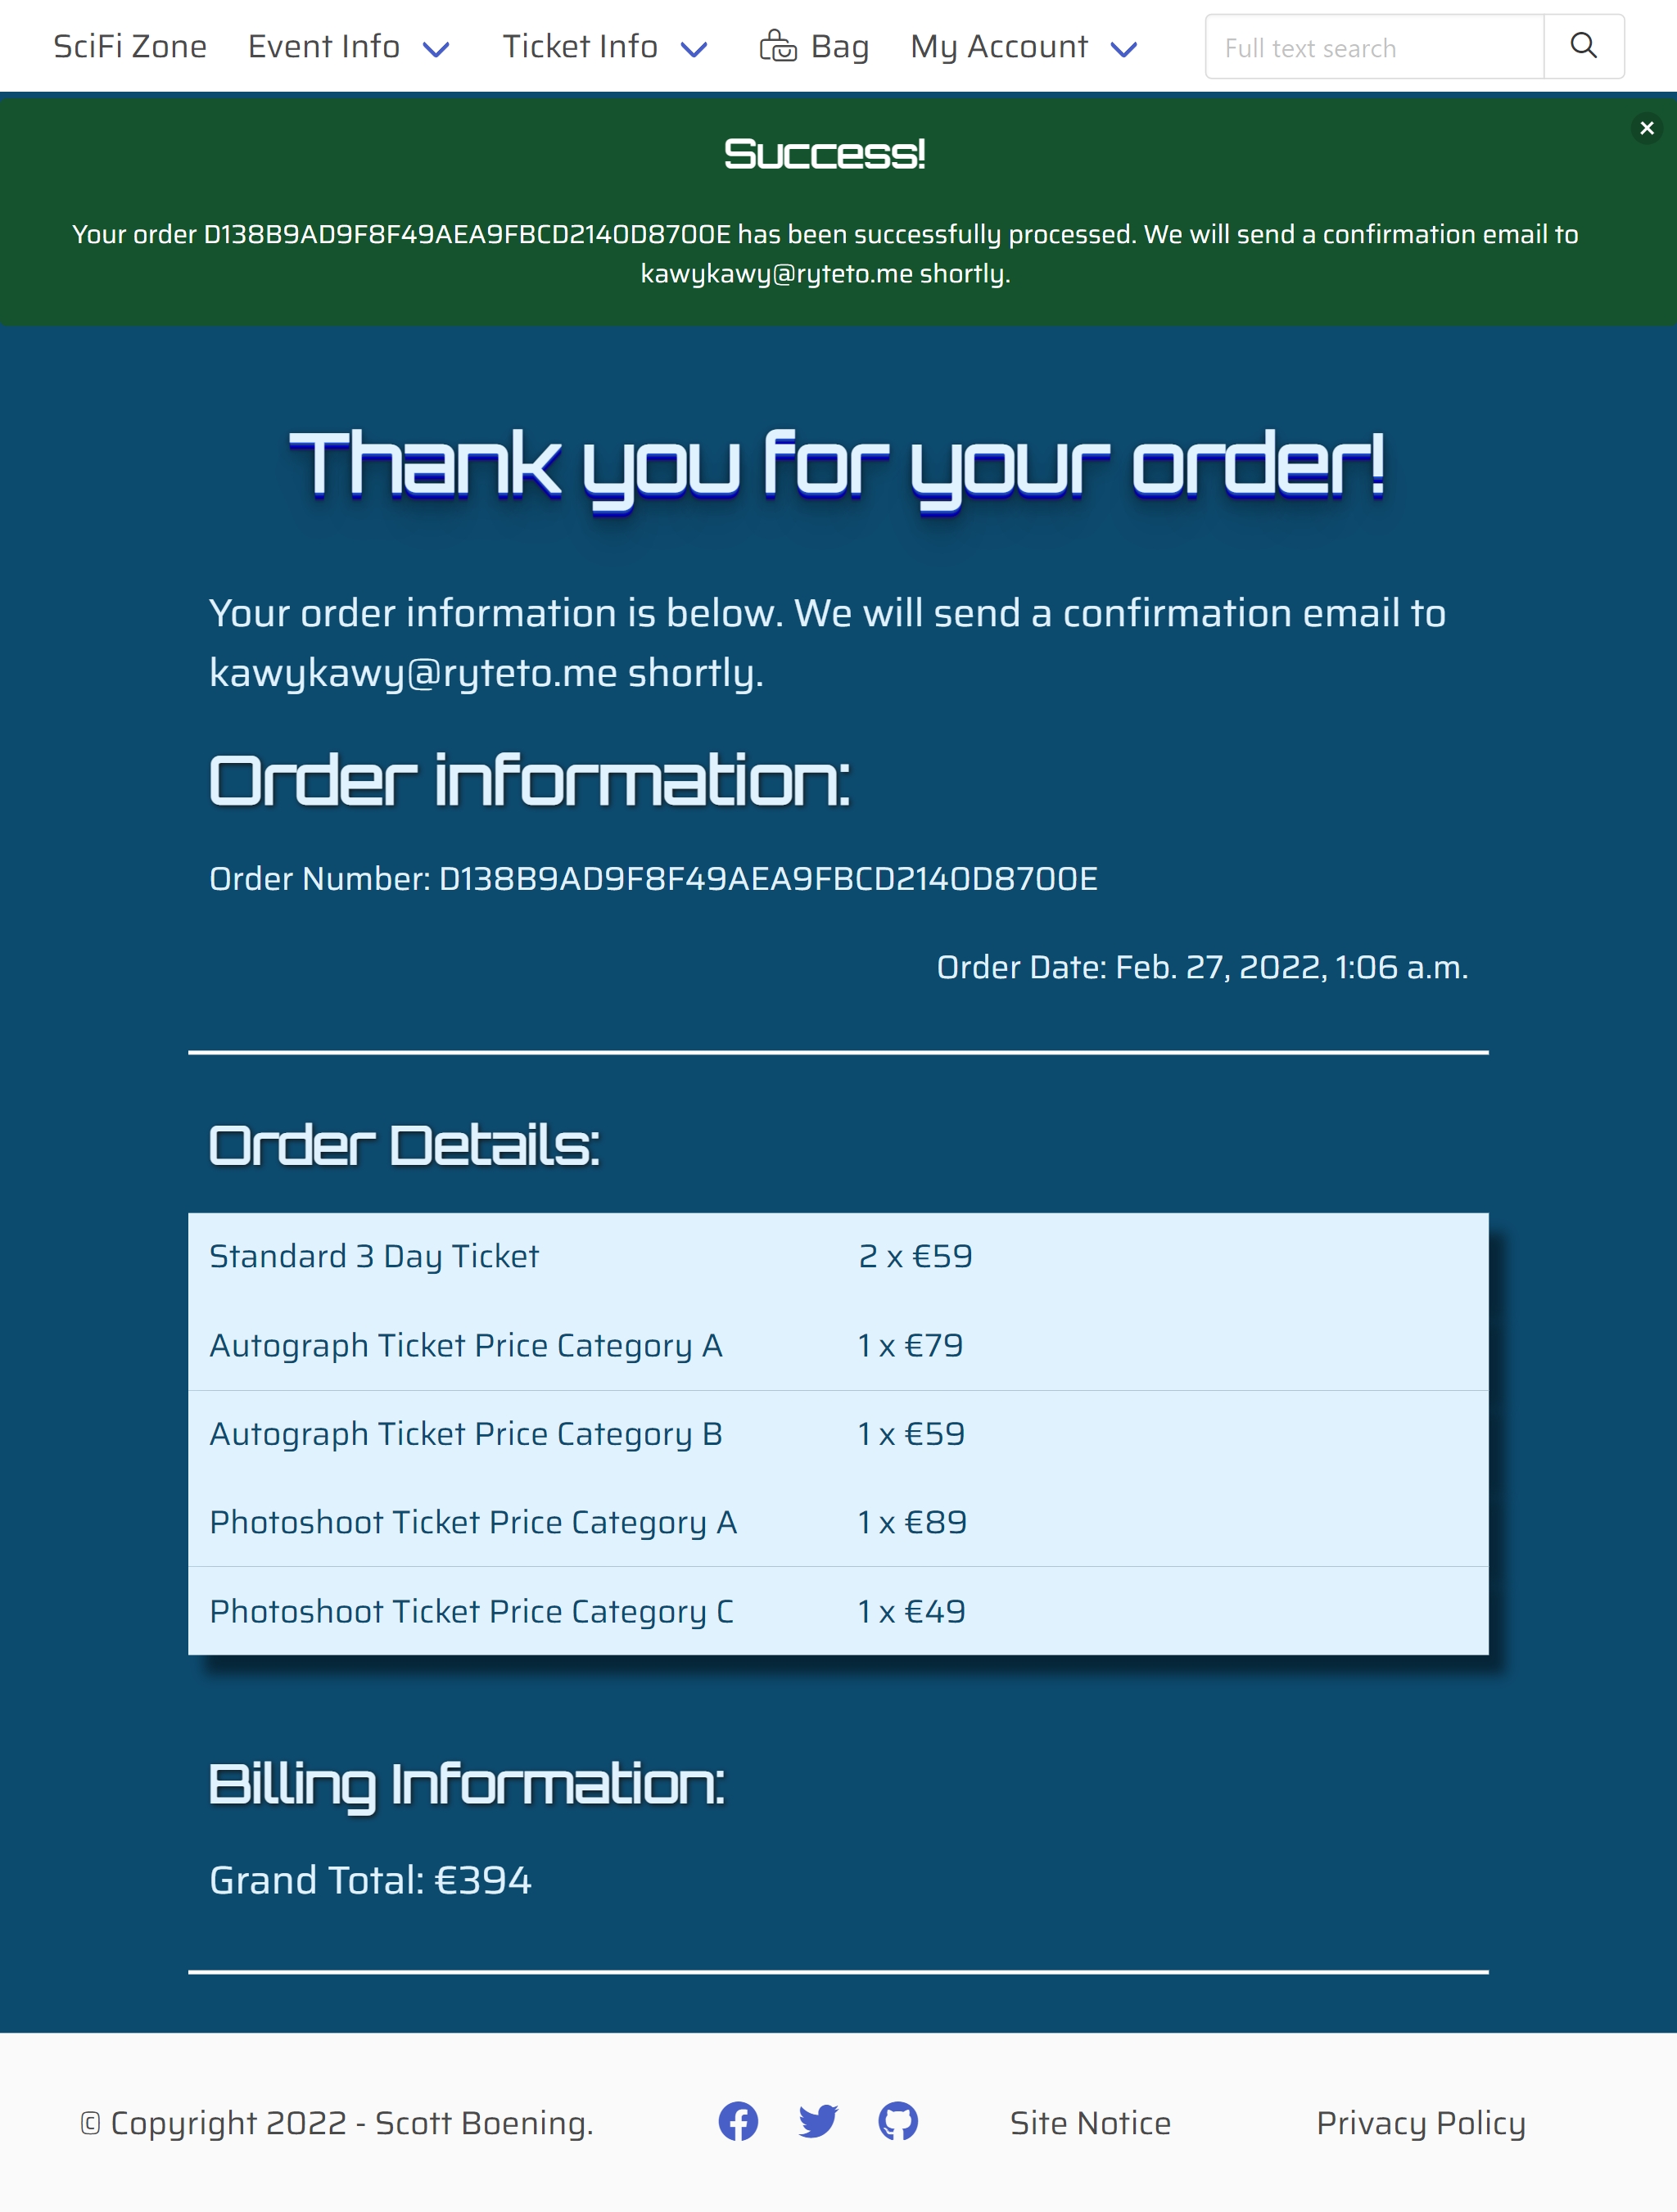 SciFi Zone Event Info Ticket Info Bag My Account Full text search
Success!
Your order D138B9AD9F8F49AEA9FBCD2140D8700E has been successfully processed. We will send a confirmation email to
kawykawy@ryteto.me shortly.
Thank you for your order!
Your order information is below. We will send a confirmation email to
kawykawy@ryteto.me shortly.
Order information:
Order Number: D138B9AD9F8F49AEA9FBCD2140D8700E
Order Date: Feb. 27, 2022, 1:06 a.m.
Order Details:
Standard 3 Day Ticket 2 x €59
Autograph Ticket Price Category A 1 x €79
Autograph Ticket Price Category B 1 x €59
Photoshoot Ticket Price Category A 1 x €89
Photoshoot Ticket Price Category C 1 x €49
Billing Information:
Grand Total: €394
© Copyright 2022 - Scott Boening. Site Notice Privacy Policy